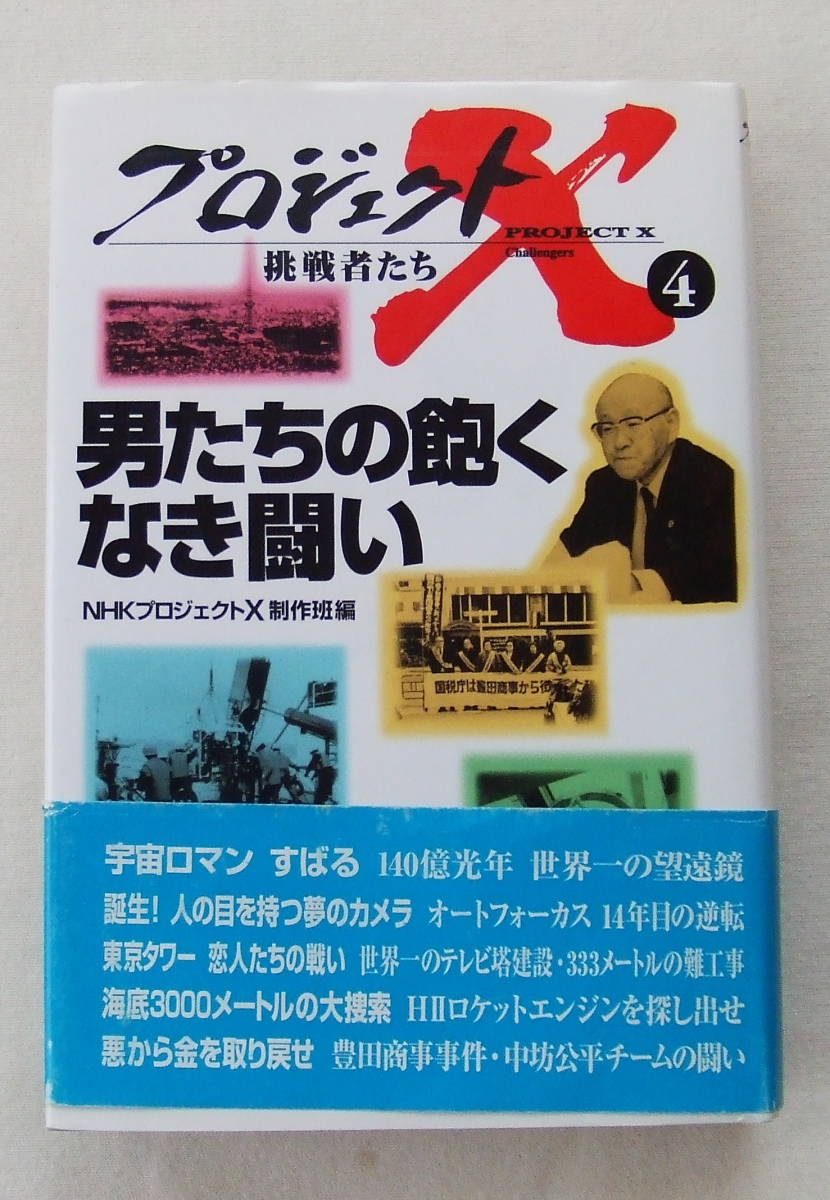 プロジェクトX
PROJECT X
Challengers
挑戦者たち
4
男たちの飽く
なき闘い
NHKプロジェクトX 制作班編
国税庁は豊田商事から
宇宙ロマン すばる 140億光年 世界一の望遠鏡
誕生! 人の目を持つ夢のカメラ オートフォーカス 14年目の逆転
東京タワー 恋人たちの戦い 世界一のテレビ塔建設・333メートルの難工事
海底3000メートルの大捜索 HⅡロケットエンジンを探し出せ
悪から金を取り戻せ 豊田商事事件・中坊公平チームの闘い